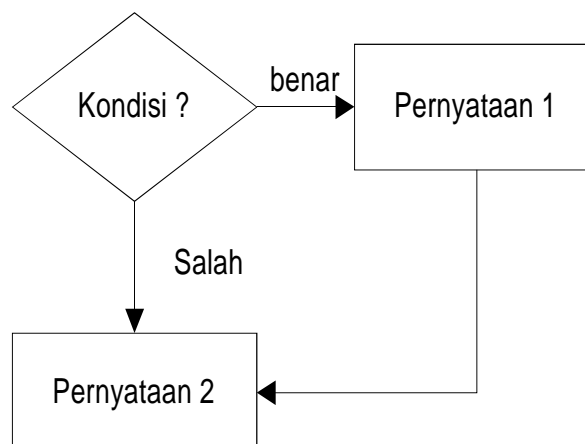 Kondisi ?
benar
Pernyataan 1
Salah
Pernyataan 2